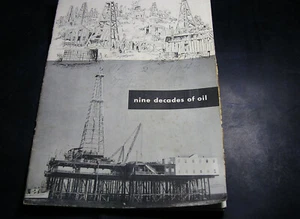 nine decades of oil